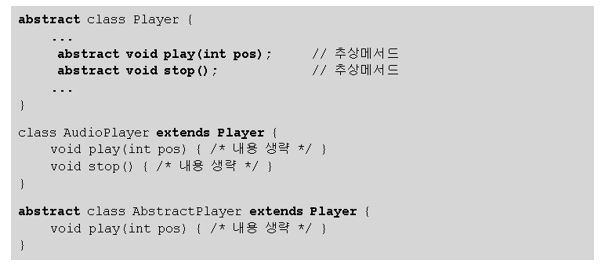 abstract class Player {
...
abstract void play(int pos); // 추상메서드
abstract void stop(); // 추상메서드
...
}
class AudioPlayer extends Player {
void play(int pos) { /* 내용 생략 */ }
void stop() { /* 내용 생략 */ }
}
abstract class AbstractPlayer extends Player {
void play(int pos) { /* 내용 생략 */ }
}